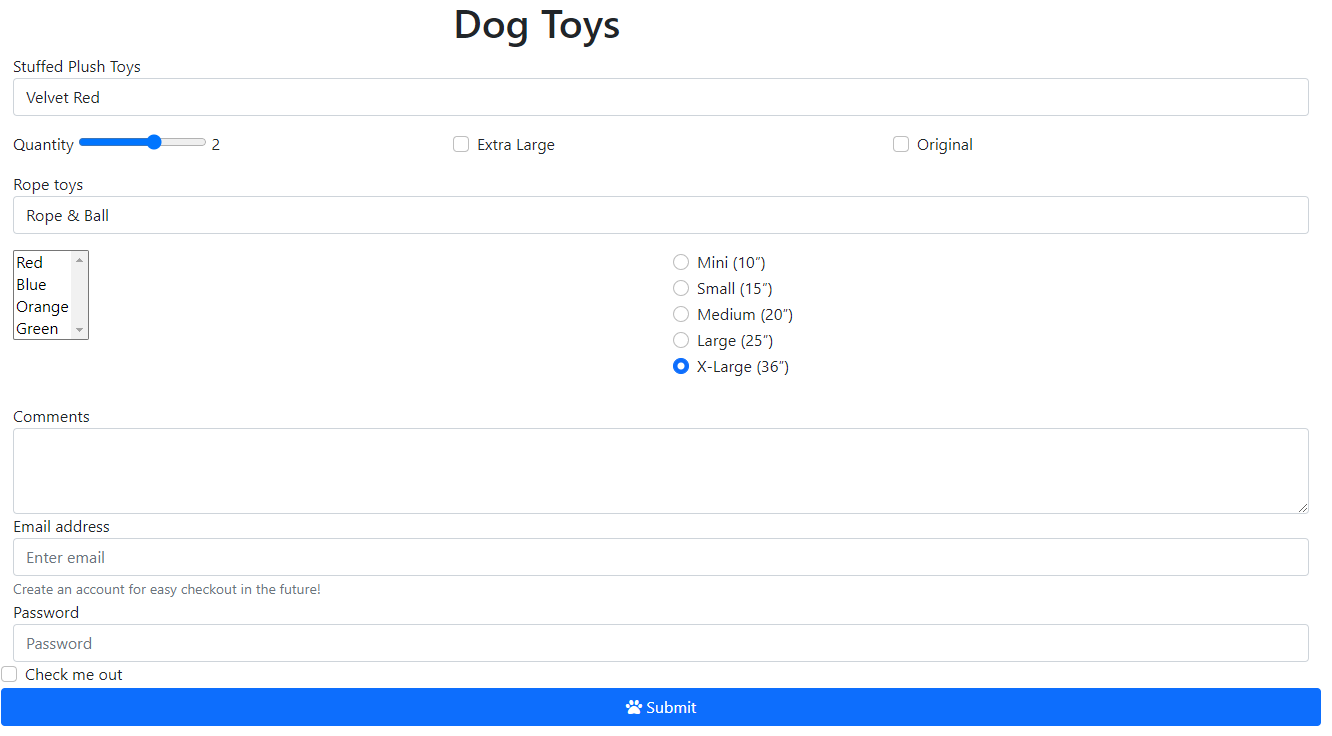 Dog Toys
Stuffed Plush Toys
Velvet Red
Quantity 2 Extra Large Original
Rope toys
Rope & Ball
Red Mini (10″)
Blue Small (15″)
Orange Medium (20″)
Green Large (25″)
X-Large (36″)
Comments
Email address
Enter email
Create an account for easy checkout in the future!
Password
Password
Check me out
Submit